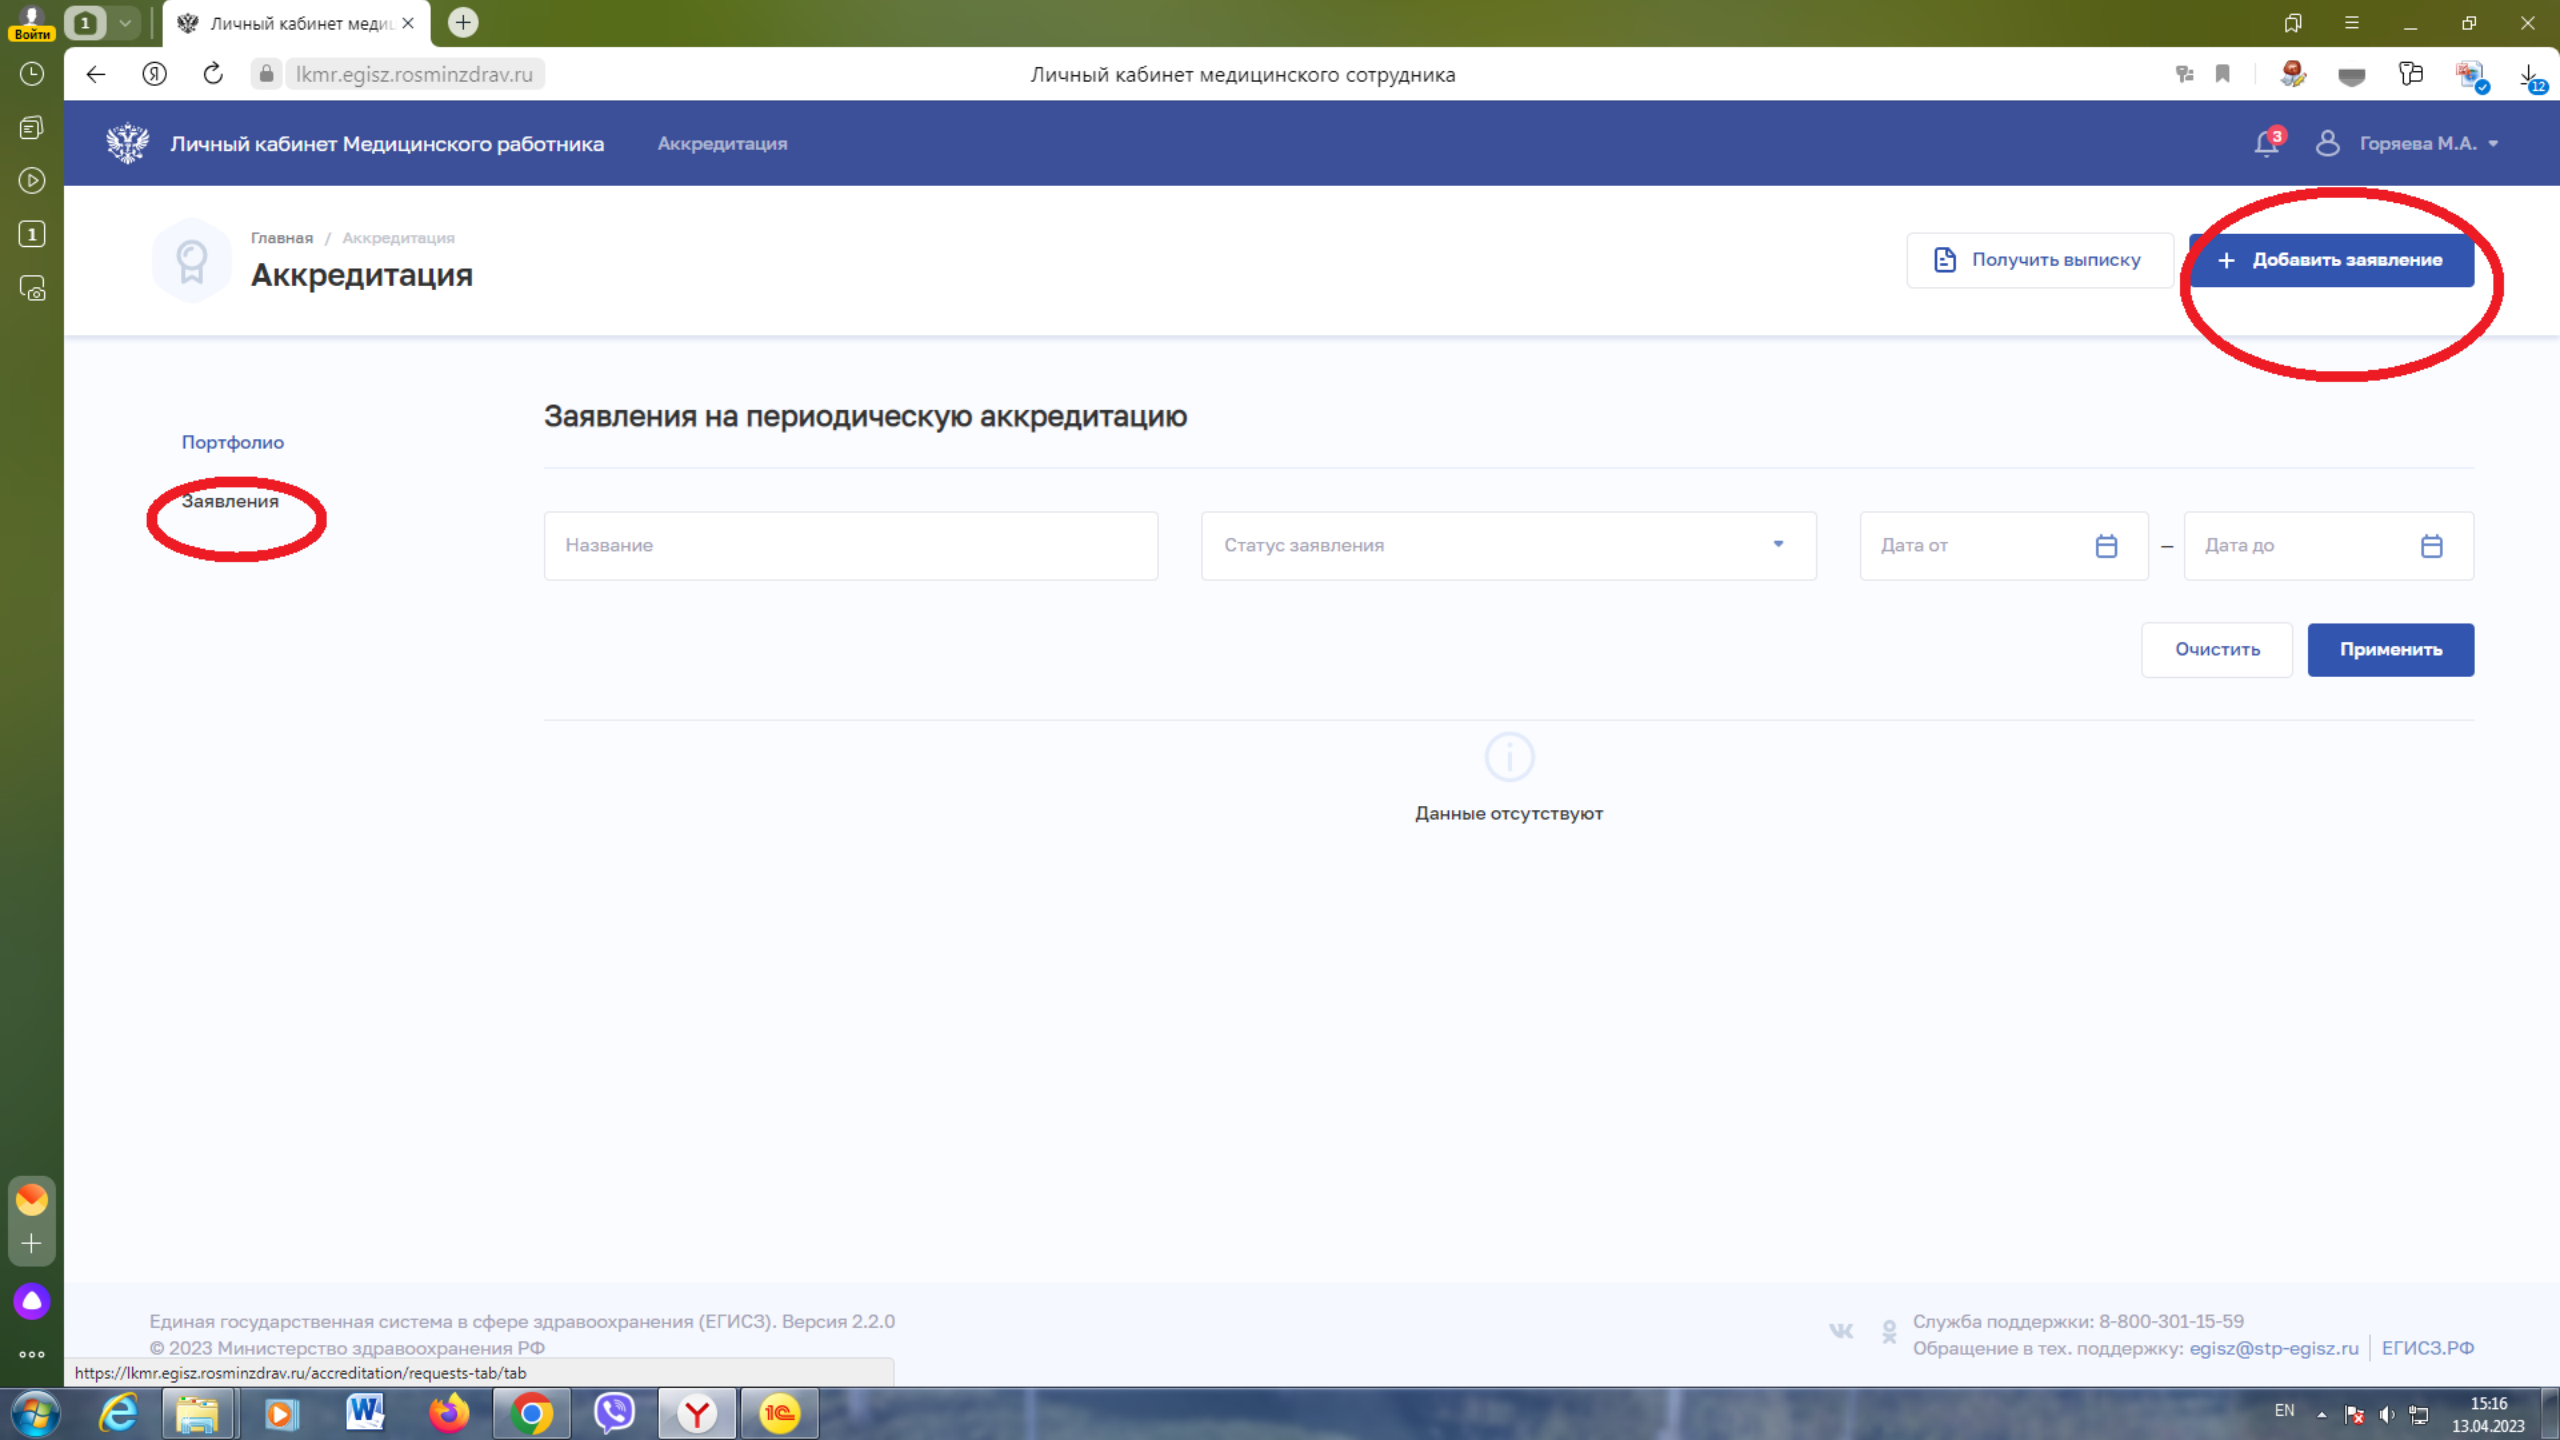 Войти
1
Личный кабинет меди
lkmr.egisz.rosminzdrav.ru
Личный кабинет медицинского сотрудника
12
1
Личный кабинет Медицинского работника
Аккредитация
3
Горяева М.А.
Главная / Аккредитация
Аккредитация
Получить выписку
+ Добавить заявление
Портфолио
Заявления
Заявления на периодическую аккредитацию
Название
Статус заявления
Дата от
–
Дата до
Очистить
Применить
Данные отсутствуют
Единая государственная система в сфере здравоохранения (ЕГИСЗ). Версия 2.2.0
© 2023 Министерство здравоохранения РФ
Служба поддержки: 8-800-301-15-59
Обращение в тех. поддержку: egisz@stp-egisz.ru
ЕГИСЗ.РФ
https://lkmr.egisz.rosminzdrav.ru/accreditation/requests-tab/tab
EN
15:16
13.04.2023